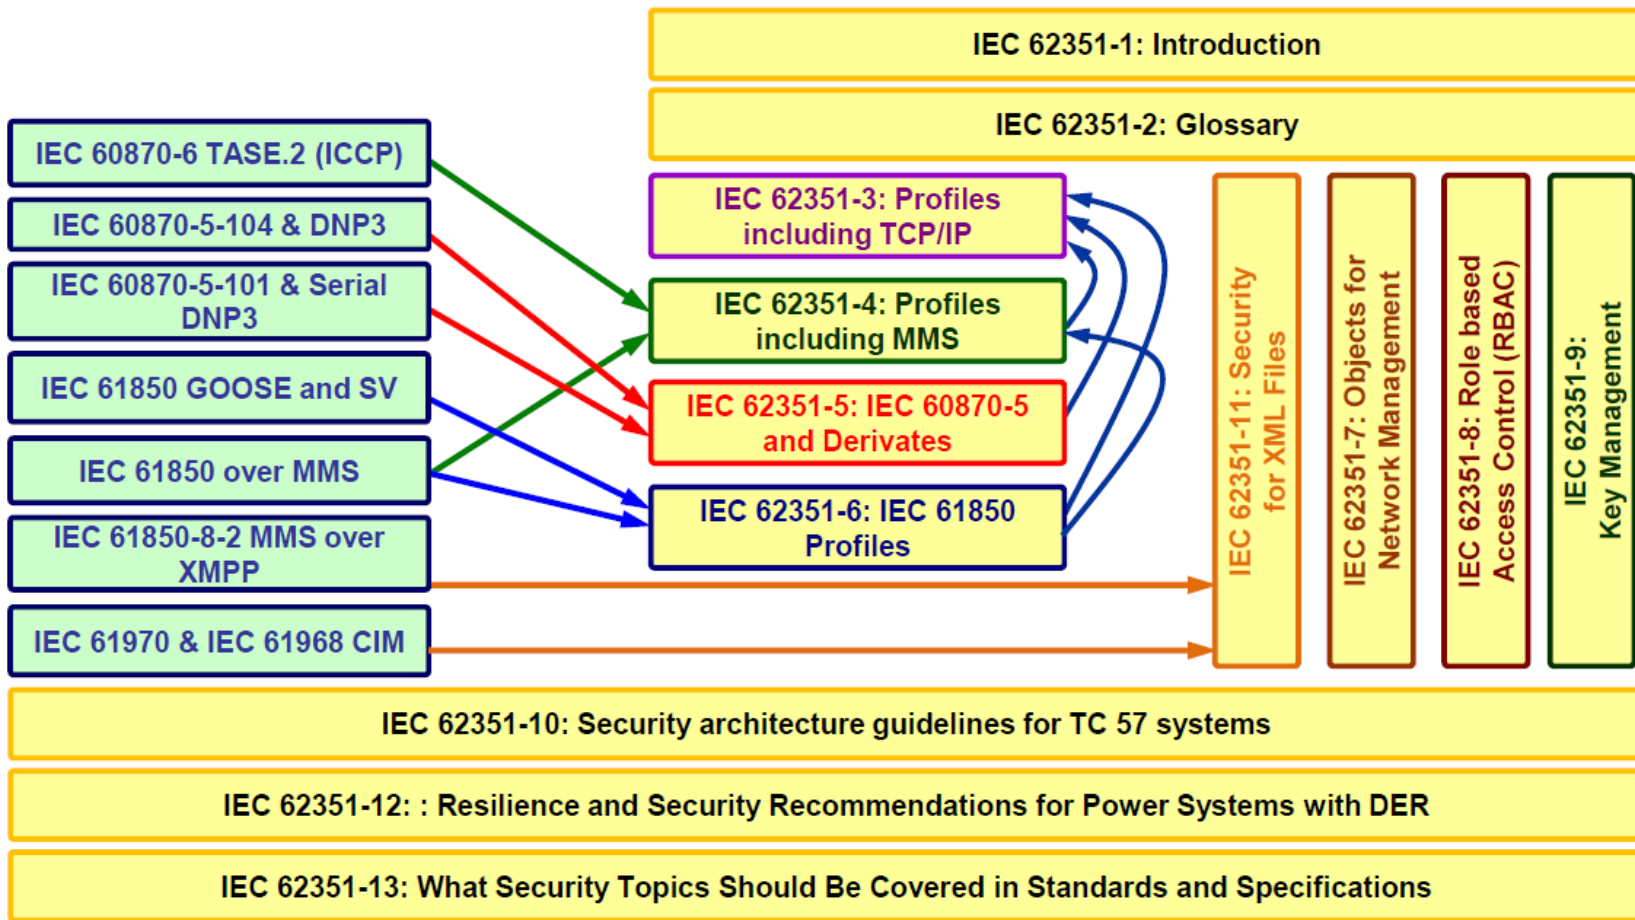 IEC 62351-1: Introduction
IEC 62351-2: Glossary
IEC 60870-6 TASE.2 (ICCP)
IEC 60870-5-104 & DNP3
IEC 60870-5-101 & Serial
DNP3
IEC 61850 GOOSE and SV
IEC 61850 over MMS
IEC 61850-8-2 MMS over
XMPP
IEC 61970 & IEC 61968 CIM
IEC 62351-3: Profiles
including TCP/IP
IEC 62351-4: Profiles
including MMS
IEC 62351-5: IEC 60870-5
and Derivates
IEC 62351-6: IEC 61850
Profiles
IEC 62351-11: Security
for XML Files
IEC 62351-7: Objects for
Network Management
IEC 62351-8: Role based
Access Control (RBAC)
IEC 62351-9:
Key Management
IEC 62351-10: Security architecture guidelines for TC 57 systems
IEC 62351-12: : Resilience and Security Recommendations for Power Systems with DER
IEC 62351-13: What Security Topics Should Be Covered in Standards and Specifications